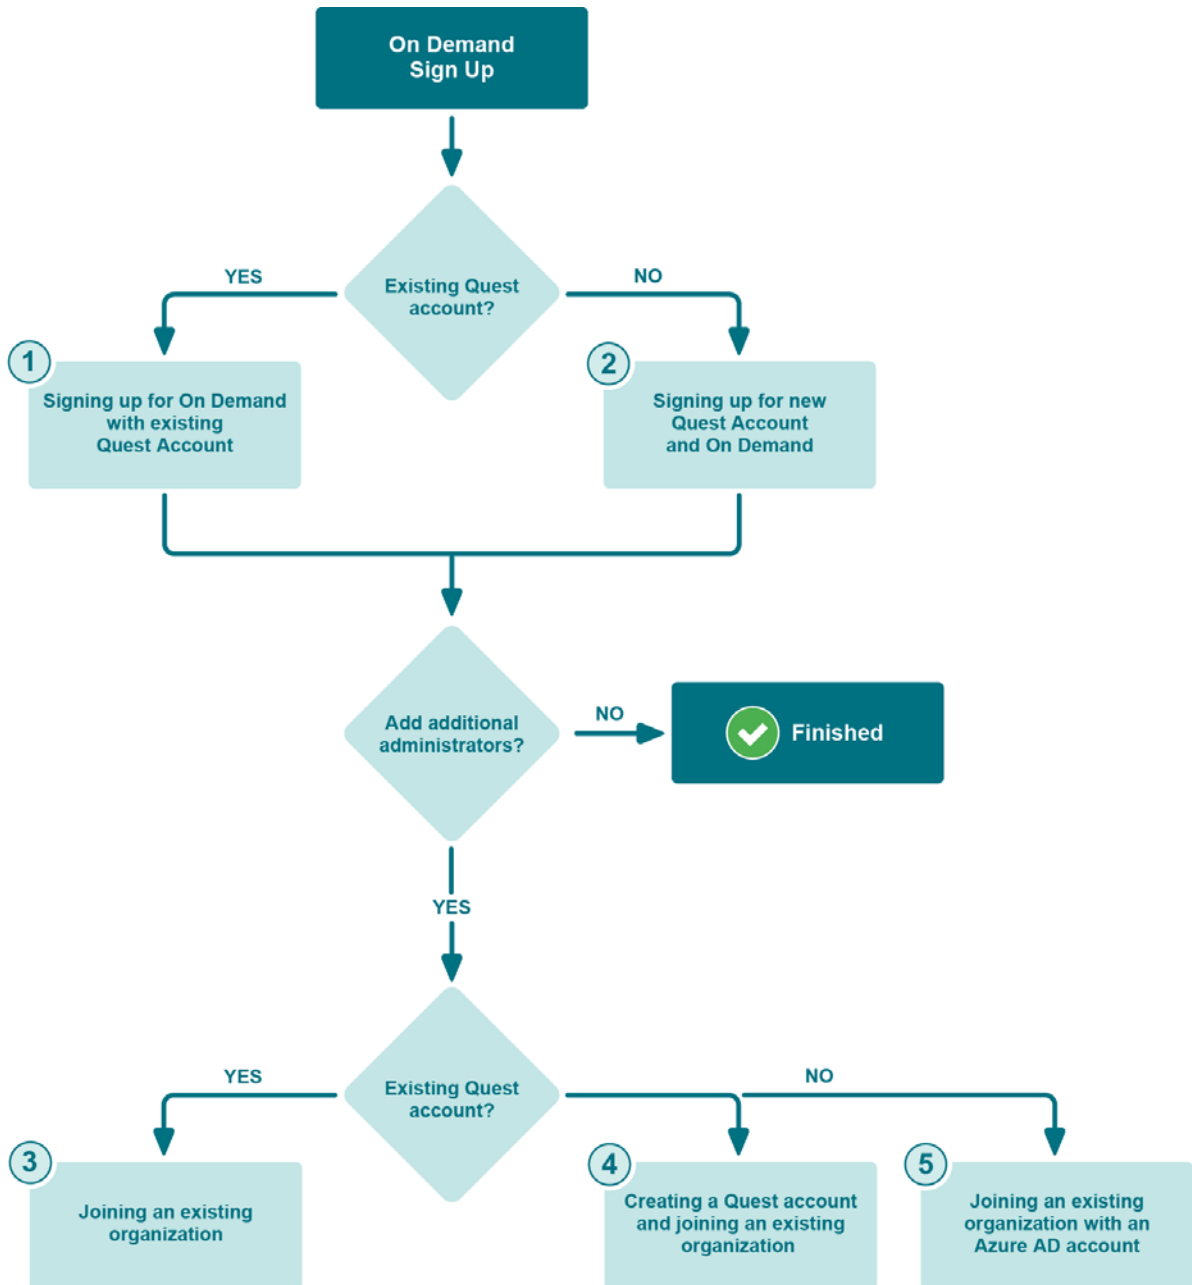 On Demand
Sign Up
Existing Quest
account?
YES
NO
1
Signing up for On Demand
with existing
Quest Account
2
Signing up for new
Quest Account
and On Demand
Add additional
administrators?
NO
Finished
YES
Existing Quest
account?
YES
NO
3
Joining an existing
organization
4
Creating a Quest account
and joining an existing
organization
5
Joining an existing
organization with an
Azure AD account